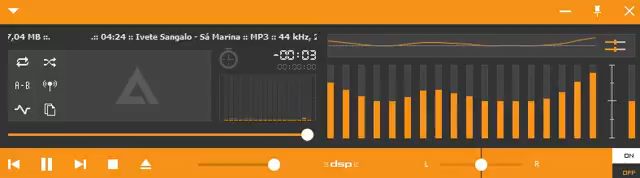 7,04 MB ::. .:: 04:24 :: Ivete Sangalo - Sá Marina :: MP3 :: 44 kHz, 2
-00:03
00:00:00
A-B
dsp
L R
ON
OFF